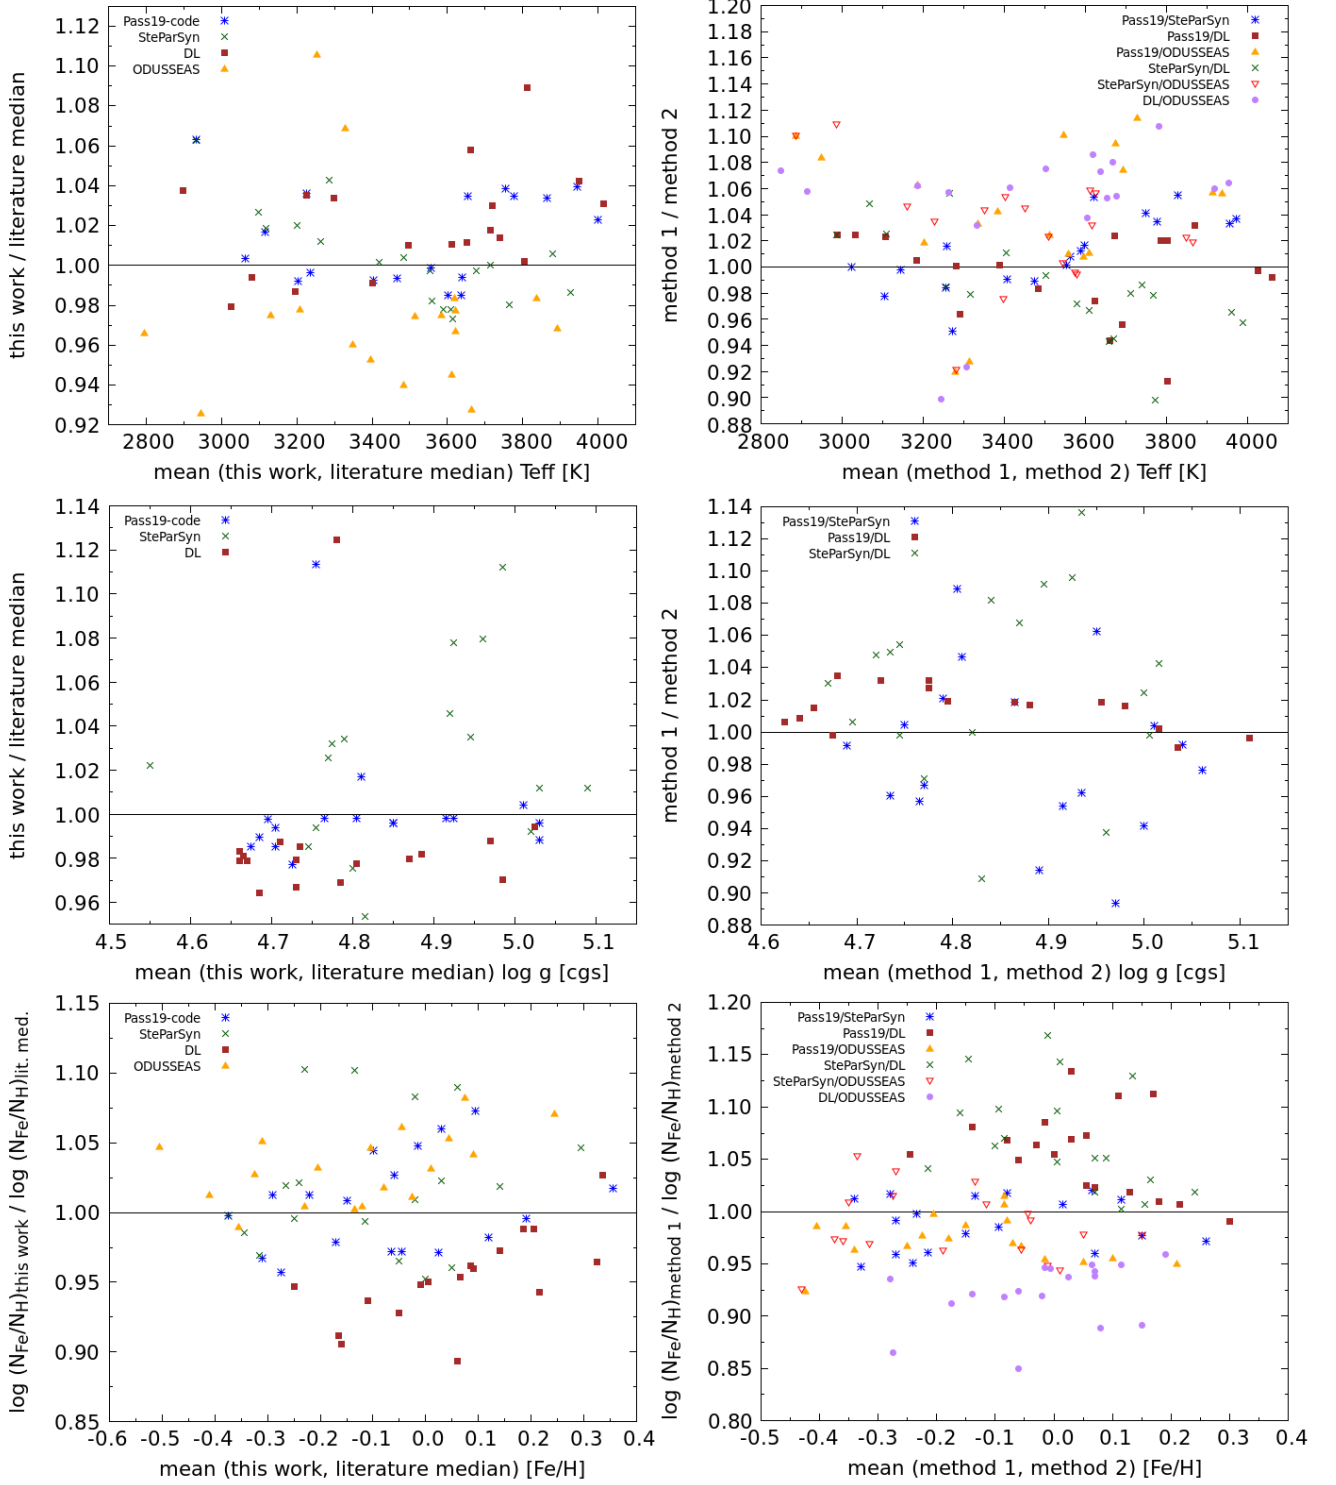 1.12
1.10
1.08
1.06
1.04
1.02
1.00
0.98
0.96
0.94
0.92
Pass19-code
SteParSyn
DL
ODUSSEAS
2800 3000 3200 3400 3600 3800 4000
mean (this work, literature median) Teff [K]
this work / literature median
1.20
1.18
1.16
1.14
1.12
1.10
1.08
1.06
1.04
1.02
1.00
0.98
0.96
0.94
0.92
0.90
0.88
Pass19/SteParSyn
Pass19/DL
Pass19/ODUSSEAS
SteParSyn/DL
SteParSyn/ODUSSEAS
DL/ODUSSEAS
2800 3000 3200 3400 3600 3800 4000
mean (method 1, method 2) Teff [K]
method 1 / method 2
1.14
1.12
1.10
1.08
1.06
1.04
1.02
1.00
0.98
0.96
Pass19-code
SteParSyn
DL
4.5 4.6 4.7 4.8 4.9 5.0 5.1
mean (this work, literature median) log g [cgs]
this work / literature median
1.14
1.12
1.10
1.08
1.06
1.04
1.02
1.00
0.98
0.96
0.94
0.92
0.90
0.88
Pass19/SteParSyn
Pass19/DL
SteParSyn/DL
4.6 4.7 4.8 4.9 5.0 5.1
mean (method 1, method 2) log g [cgs]
method 1 / method 2
1.15
1.10
1.05
1.00
0.95
0.90
0.85
Pass19-code
SteParSyn
DL
ODUSSEAS
-0.6 -0.5 -0.4 -0.3 -0.2 -0.1 0.0 0.1 0.2 0.3 0.4
mean (this work, literature median) [Fe/H]
log (NFe/NH)this work / log (NFe/NH)lit. med.
1.20
1.15
1.10
1.05
1.00
0.95
0.90
0.85
0.80
Pass19/SteParSyn
Pass19/DL
Pass19/ODUSSEAS
SteParSyn/DL
SteParSyn/ODUSSEAS
DL/ODUSSEAS
-0.5 -0.4 -0.3 -0.2 -0.1 0.0 0.1 0.2 0.3 0.4
mean (method 1, method 2) [Fe/H]
log (NFe/NH)method 1 / log (NFe/NH)method 2